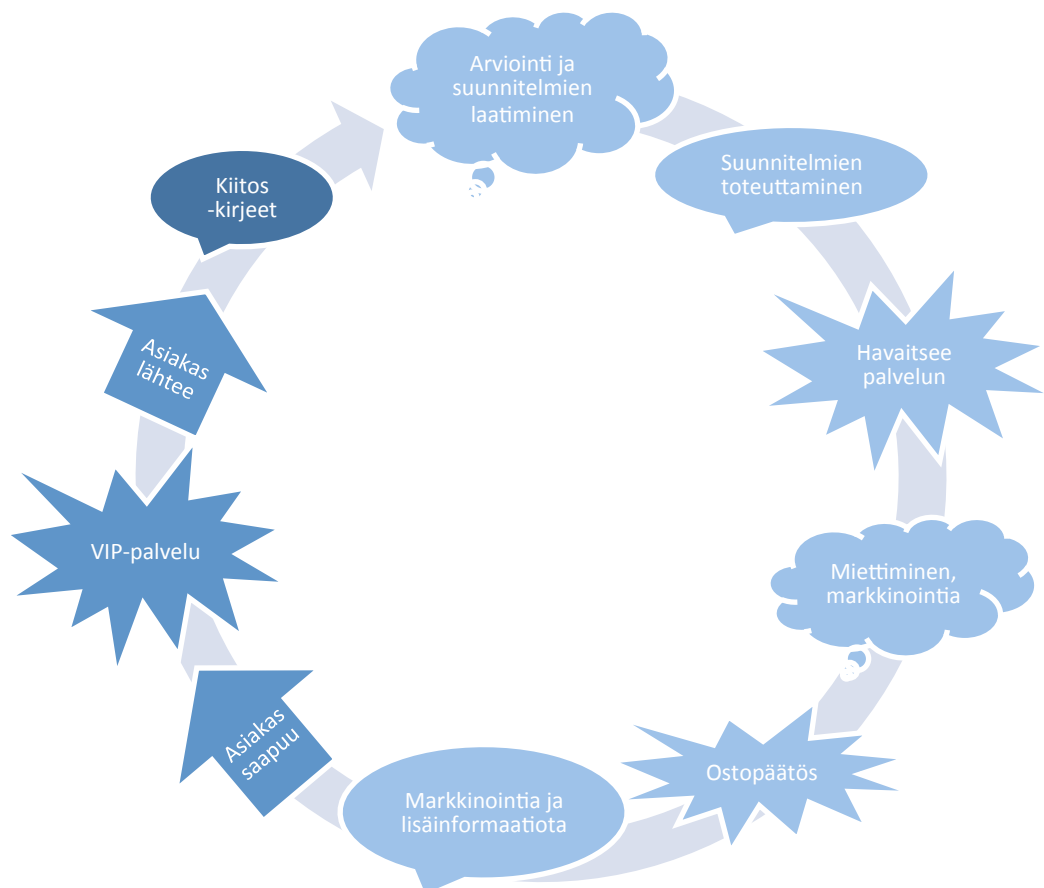 Arviointi ja
suunnitelmien
laatiminen
Suunnitelmien
toteuttaminen
Havaitsee
palvelun
Miettiminen,
markkinointia
Ostopäätös
Markkinointia ja
lisäinformaatiota
Asiakas
saapuu
VIP-palvelu
Asiakas
lähtee
Kiitos
-kirjeet